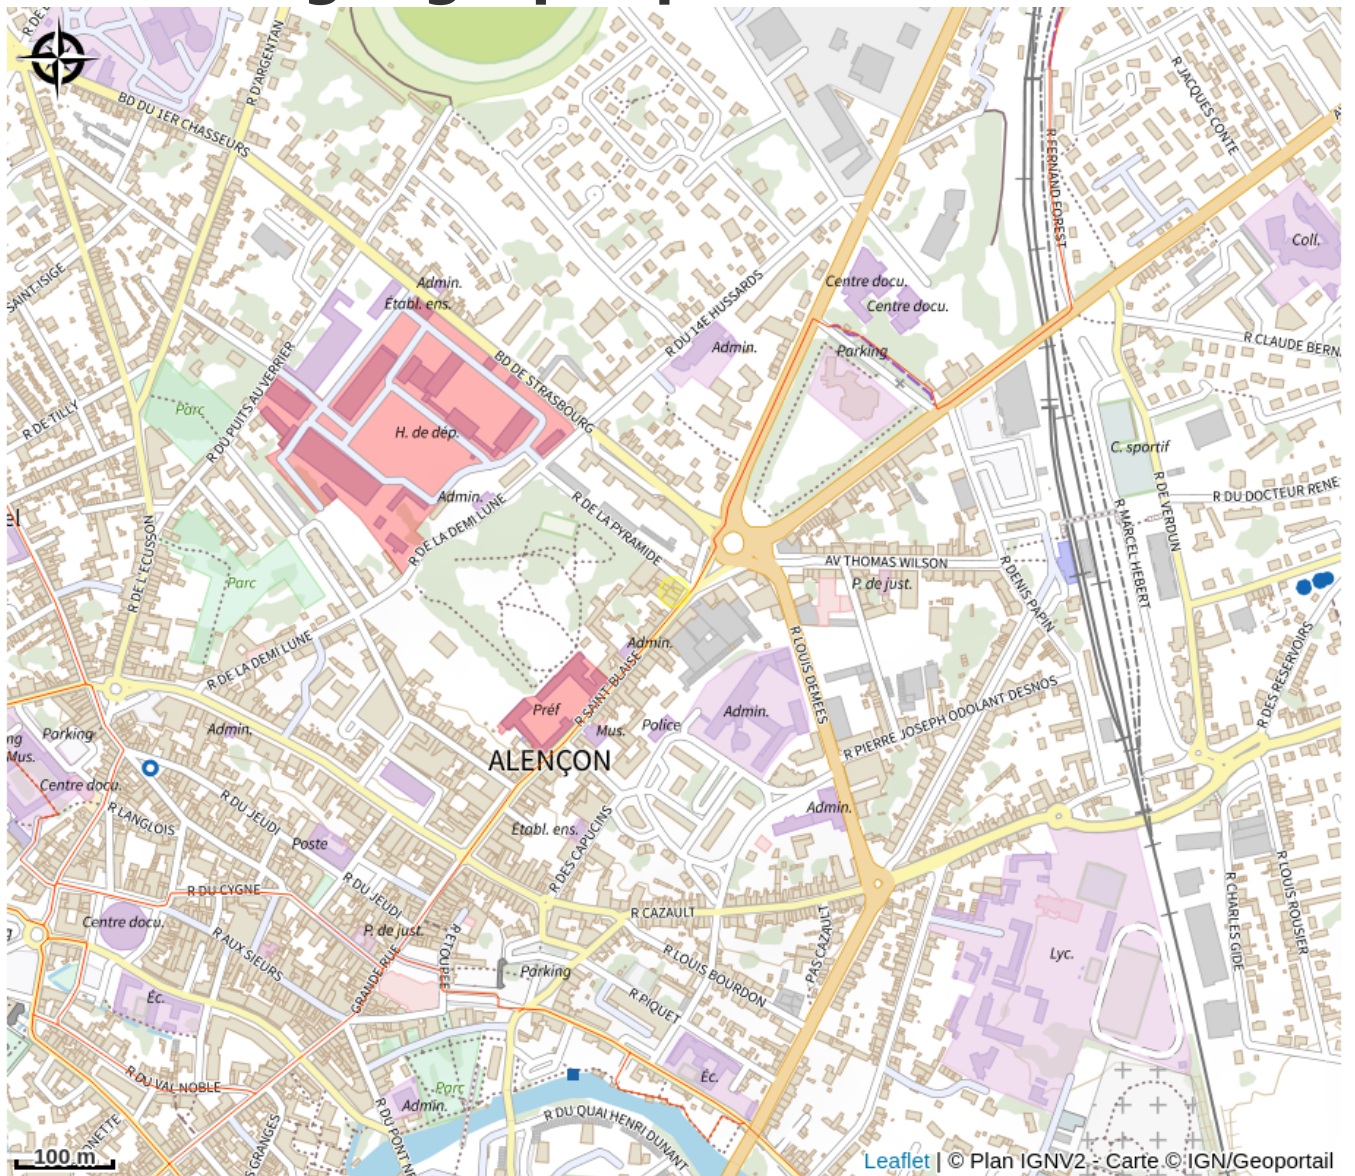 BD DU 1ER CHASSEURS
R D'ARGENTAN
R JACQUES CONTE
R FERNAND FOREST
Coll.
SAINT-ISIGE
Admin.
Établ. ens.
Centre docu.
Centre docu.
R DU 14E HUSSARDS
Admin.
Parking
R CLAUDE BERN
BD DE STRASBOURG
R DU PUITS AU VERRIER
Parc
R DE TILLY
H. de dép.
C. sportif
Admin.
R DE LA DEMI LUNE
R DE LA PYRAMIDE
R DU DOCTEUR RENE
R DE VERDUN
R MARCEL HEBERT
R DE L'ECUSSON
Parc
AV THOMAS WILSON
P. de just.
R DENIS PAPIN
R DE LA DEMI LUNE
Admin.
R SAINT-BLAISE
R LOUIS DEMEES
R DES RESERVOIRS
Préf
Mus.
Police
Admin.
R PIERRE JOSEPH ODOLANT DESNOS
Parking
Admin.
Mus.
ALENÇON
Centre docu.
R LANGLOIS
R DU JEUDI
Admin.
Établ. ens.
R DES CAPUCINS
Poste
R DU JEUDI
R DU CYGNE
R CAZAULT
PAS CAZAULT
R CHARLES GIDE
R LOUIS ROUSIER
Centre docu.
R AUX SIEURS
P. de just.
GRANDE RUE
R ETOUPEE
Parking
R LOUIS BOURDON
R PIQUET
Lyc.
Éc.
Éc.
R DU VAL NOBLE
Parc
Admin.
R DU PONT N
R DU QUAI HENRI DUNANT
100 m
Leaflet | © Plan IGNV2 - Carte © IGN/Geoportail